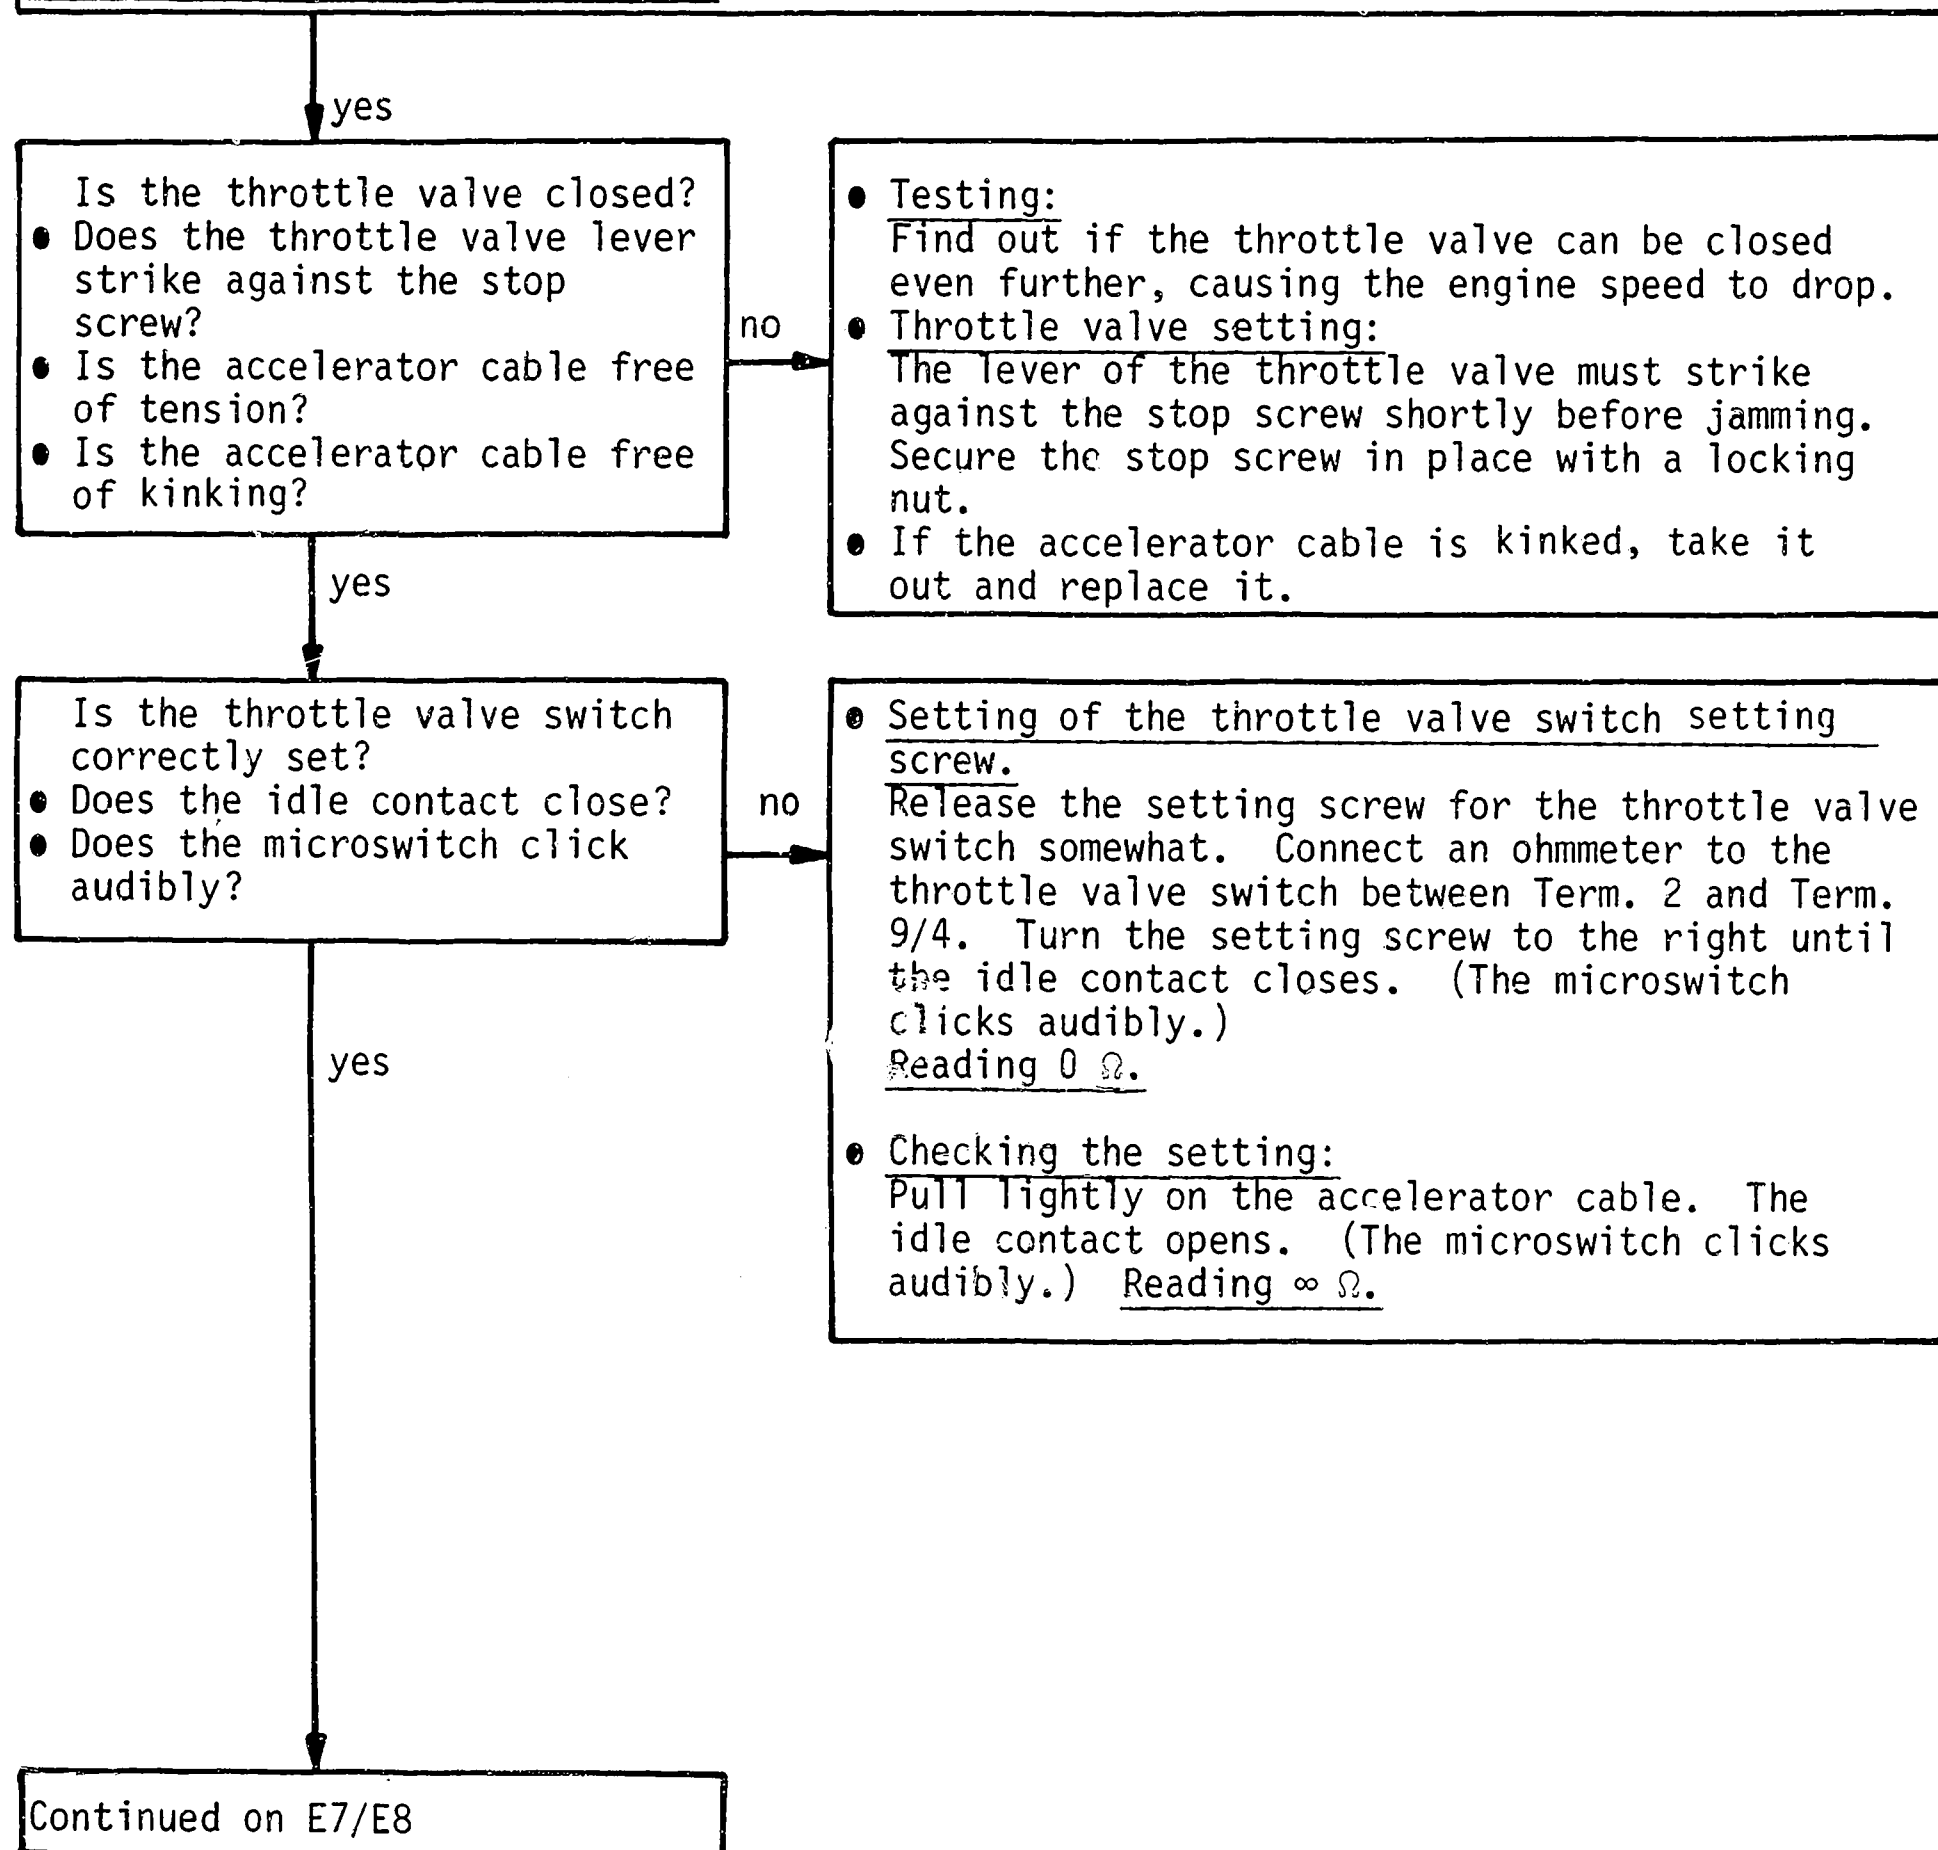 yes
Is the throttle valve closed?
● Does the throttle valve lever
strike against the stop
screw?
● Is the accelerator cable free
of tension?
● Is the accelerator cable free
of kinking?
no
● Testing:
Find out if the throttle valve can be closed
even further, causing the engine speed to drop.
● Throttle valve setting:
The lever of the throttle valve must strike
against the stop screw shortly before jamming.
Secure the stop screw in place with a locking
nut.
● If the accelerator cable is kinked, take it
out and replace it.
yes
Is the throttle valve switch
correctly set?
● Does the idle contact close?
● Does the microswitch click
audibly?
no
● Setting of the throttle valve switch setting
screw.
Release the setting screw for the throttle valve
switch somewhat. Connect an ohmmeter to the
throttle valve switch between Term. 2 and Term.
9/4. Turn the setting screw to the right until
the idle contact closes. (The microswitch
clicks audibly.)
Reading 0 Ω.
● Checking the setting:
Pull lightly on the accelerator cable. The
idle contact opens. (The microswitch clicks
audibly.) Reading ∞ Ω.
yes
Continued on E7/E8